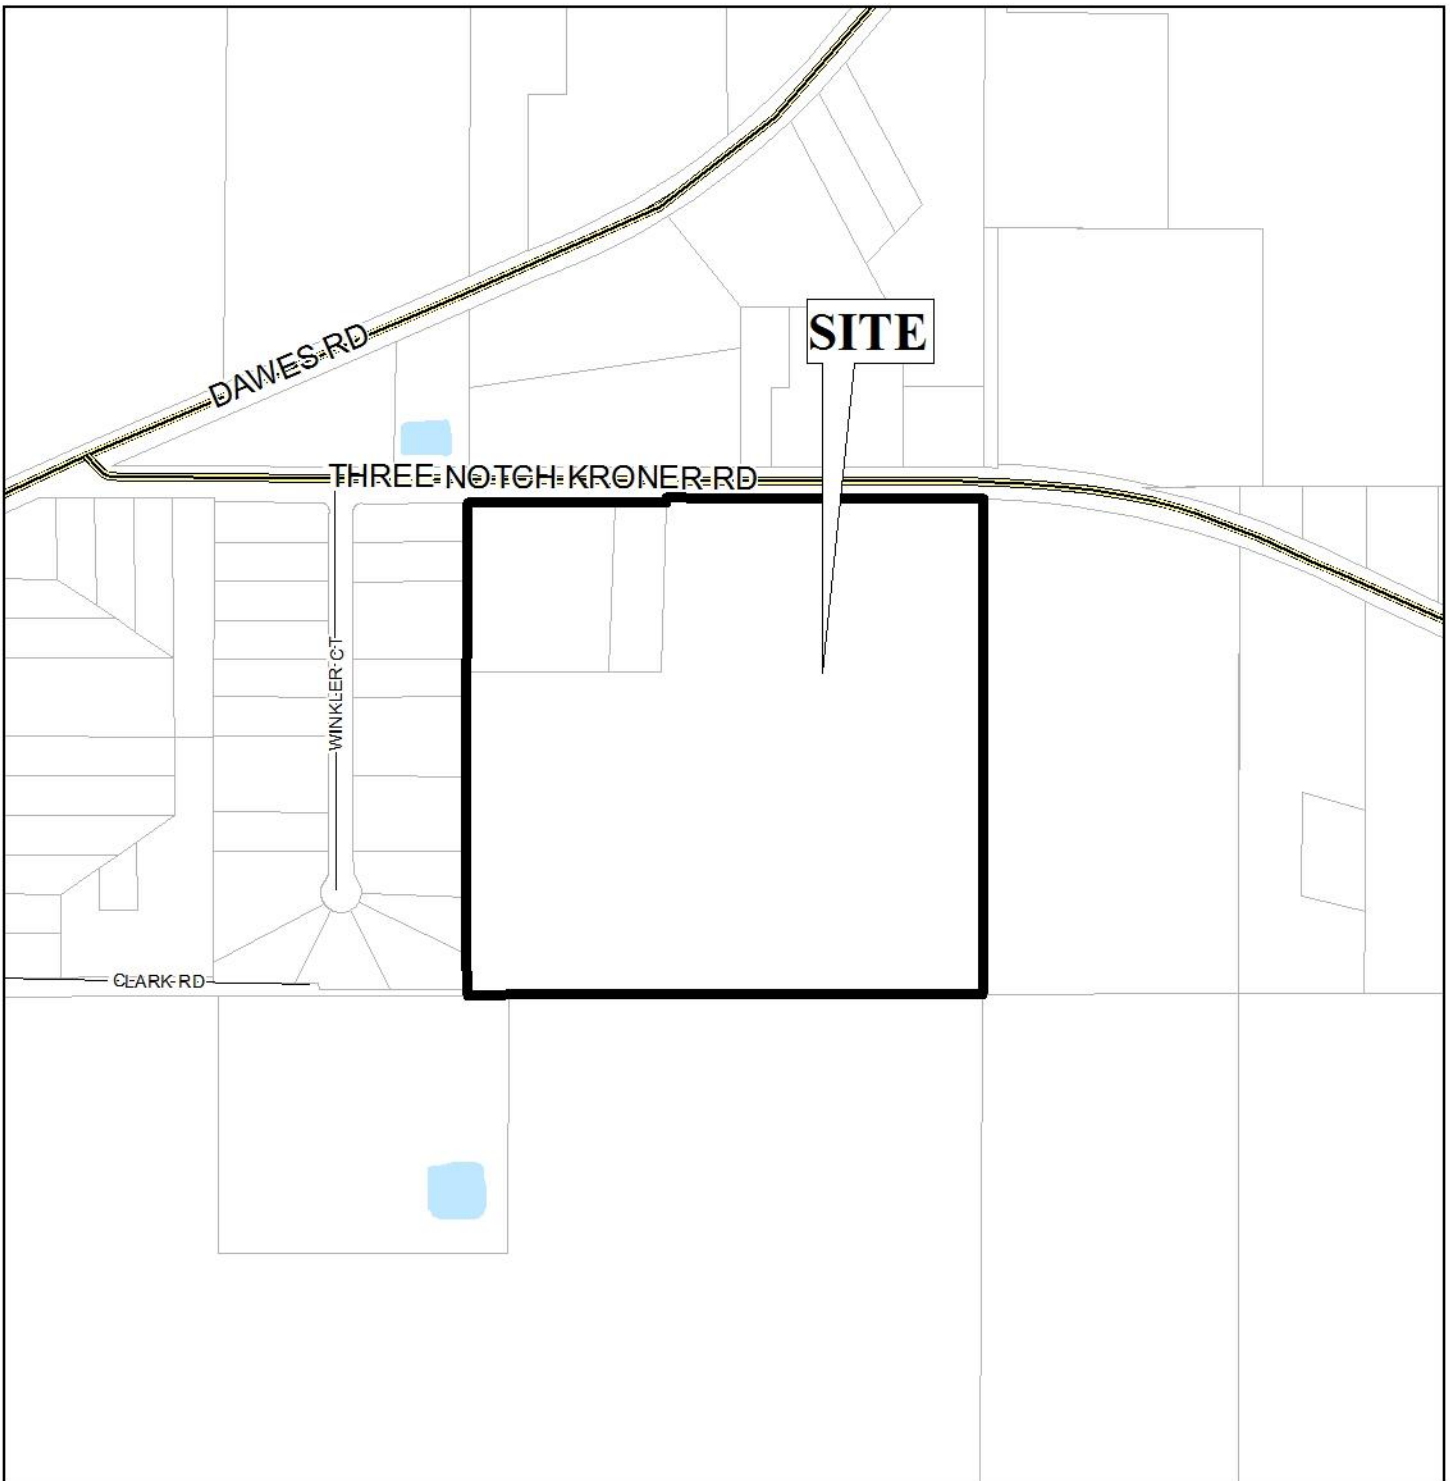 SITE
DAWES RD
THREE NOTCH KRONER RD
WINKLER CT
CLARK RD